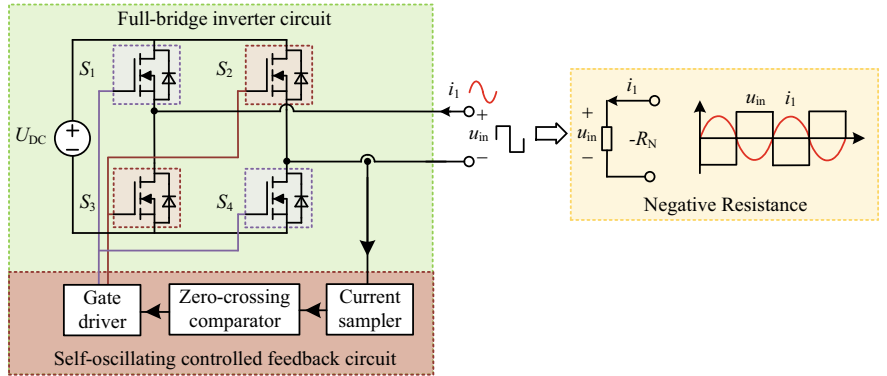 Full-bridge inverter circuit
S1
S2
UDC
S3
S4
i1
+
uin
−
i1
+
uin
−
-RN
uin
i1
Negative Resistance
Gate driver
Zero-crossing comparator
Current sampler
Self-oscillating controlled feedback circuit